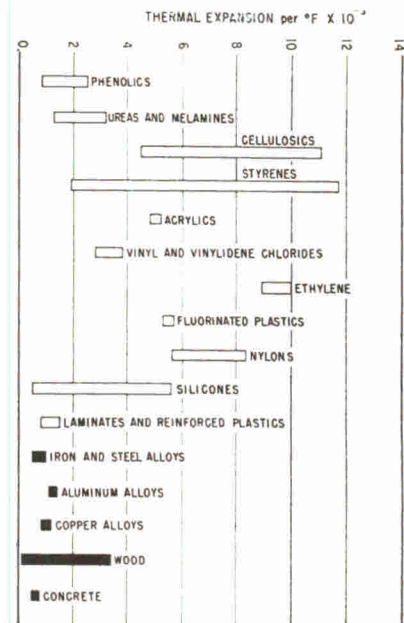 THERMAL EXPANSION per °F X 10⁻⁵
0 2 4 6 8 10 12 14
PHENOLICS
UREAS AND MELAMINES
CELLULOSICS
STYRENES
ACRYLICS
VINYL AND VINYLIDENE CHLORIDES
ETHYLENE
FLUORINATED PLASTICS
NYLONS
SILICONES
LAMINATES AND REINFORCED PLASTICS
IRON AND STEEL ALLOYS
ALUMINUM ALLOYS
COPPER ALLOYS
WOOD
CONCRETE